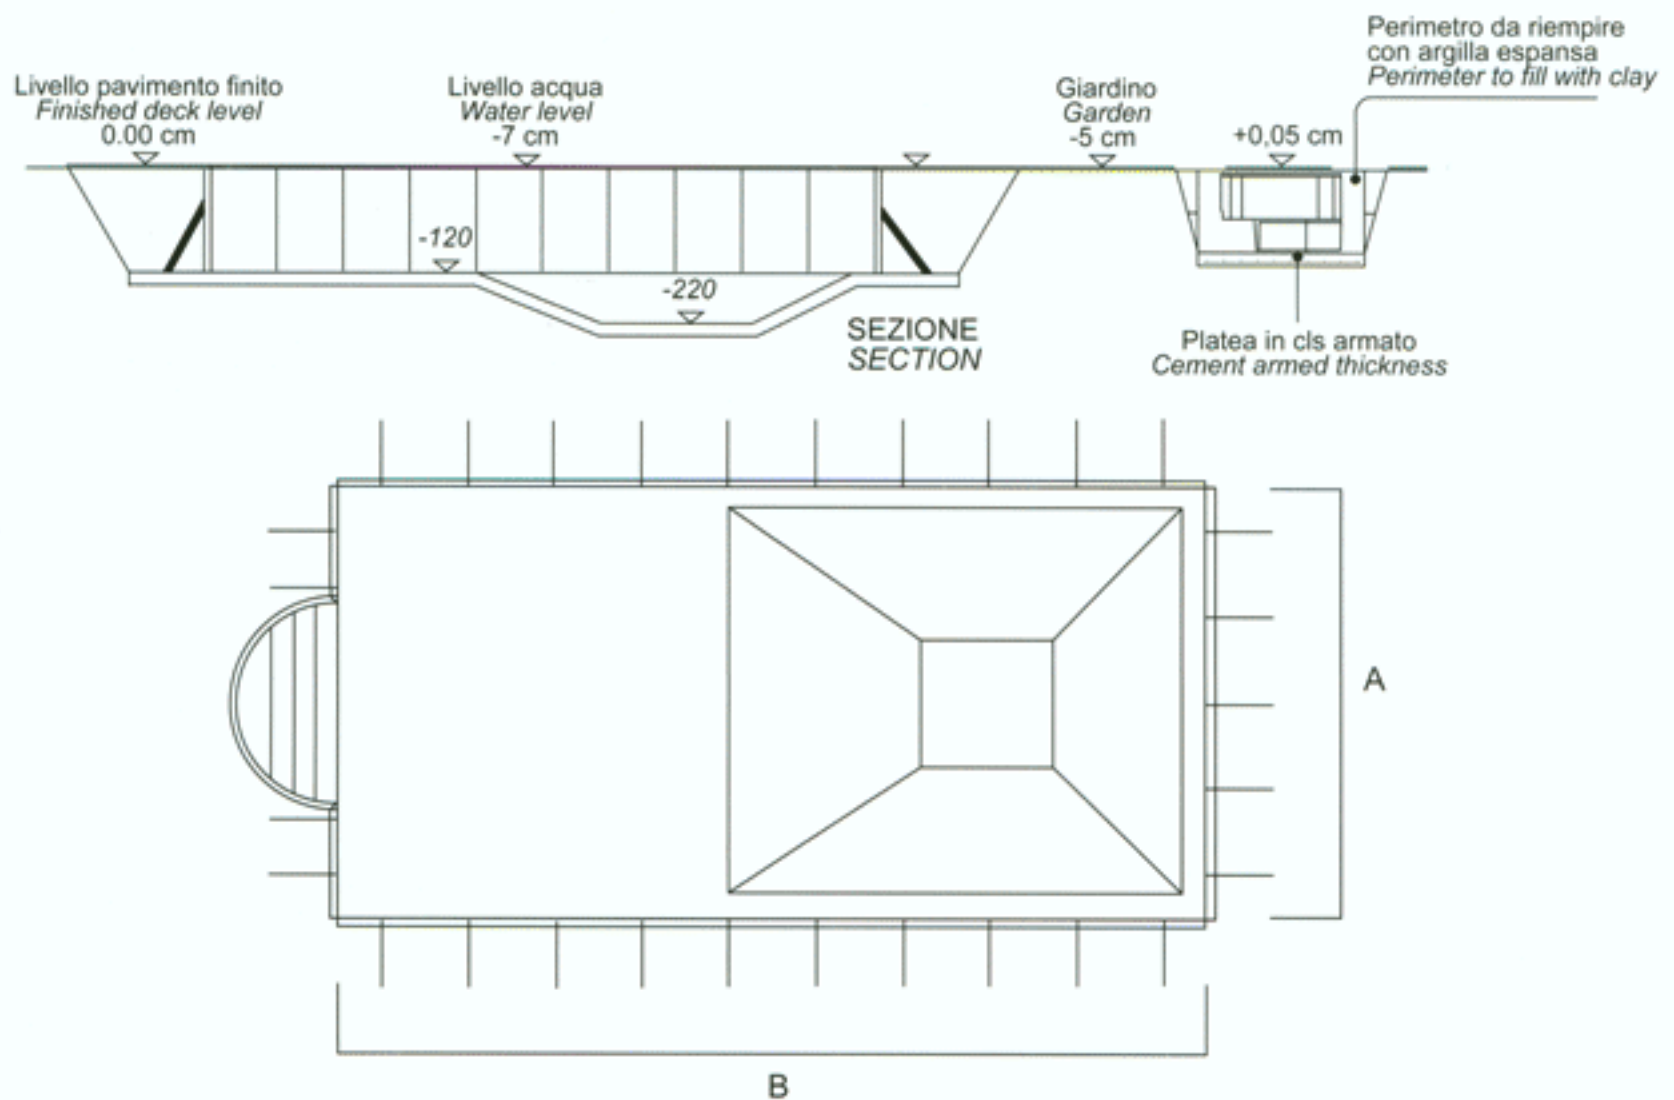 Perimetro da riempire
con argilla espansa
Perimeter to fill with clay
Livello pavimento finito
Finished deck level
0.00 cm
Livello acqua
Water level
-7 cm
Giardino
Garden
-5 cm
+0,05 cm
-120
-220
SEZIONE
SECTION
Platea in cls armato
Cement armed thickness
A
B